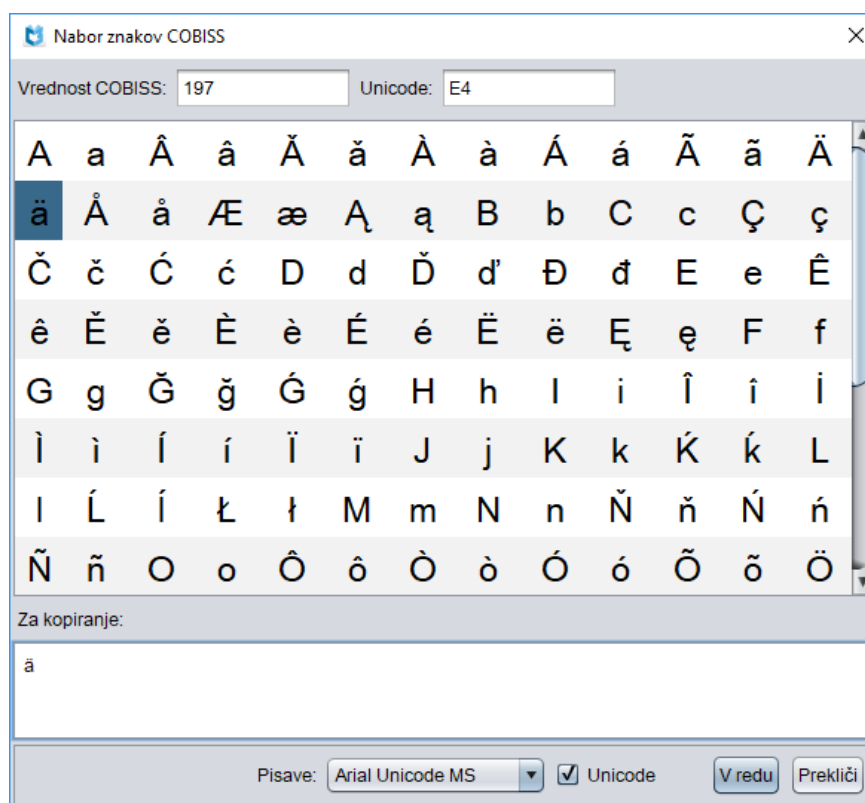 Nabor znakov COBISS
Vrednost COBISS: 197 Unicode: E4
A a Â â Ǎ ǎ À à Á á Ã ã Ä
ä Å å Æ æ Ą ą B b C c Ç ç
Č č Ć ć D d Ď ď Đ đ E e Ê
ê Ě ě È è É é Ë ë Ę ę F f
G g Ğ ğ Ǵ ǵ H h I i Î î İ
Ì ì Í í Ï ï J j K k Ḱ ḱ L
l Ĺ ĺ Ł ł M m N n Ň ň Ń ń
Ñ ñ O o Ô ô Ò ò Ó ó Õ õ Ö
Za kopiranje:
ä
Pisave: Arial Unicode MS Unicode V redu Prekliči